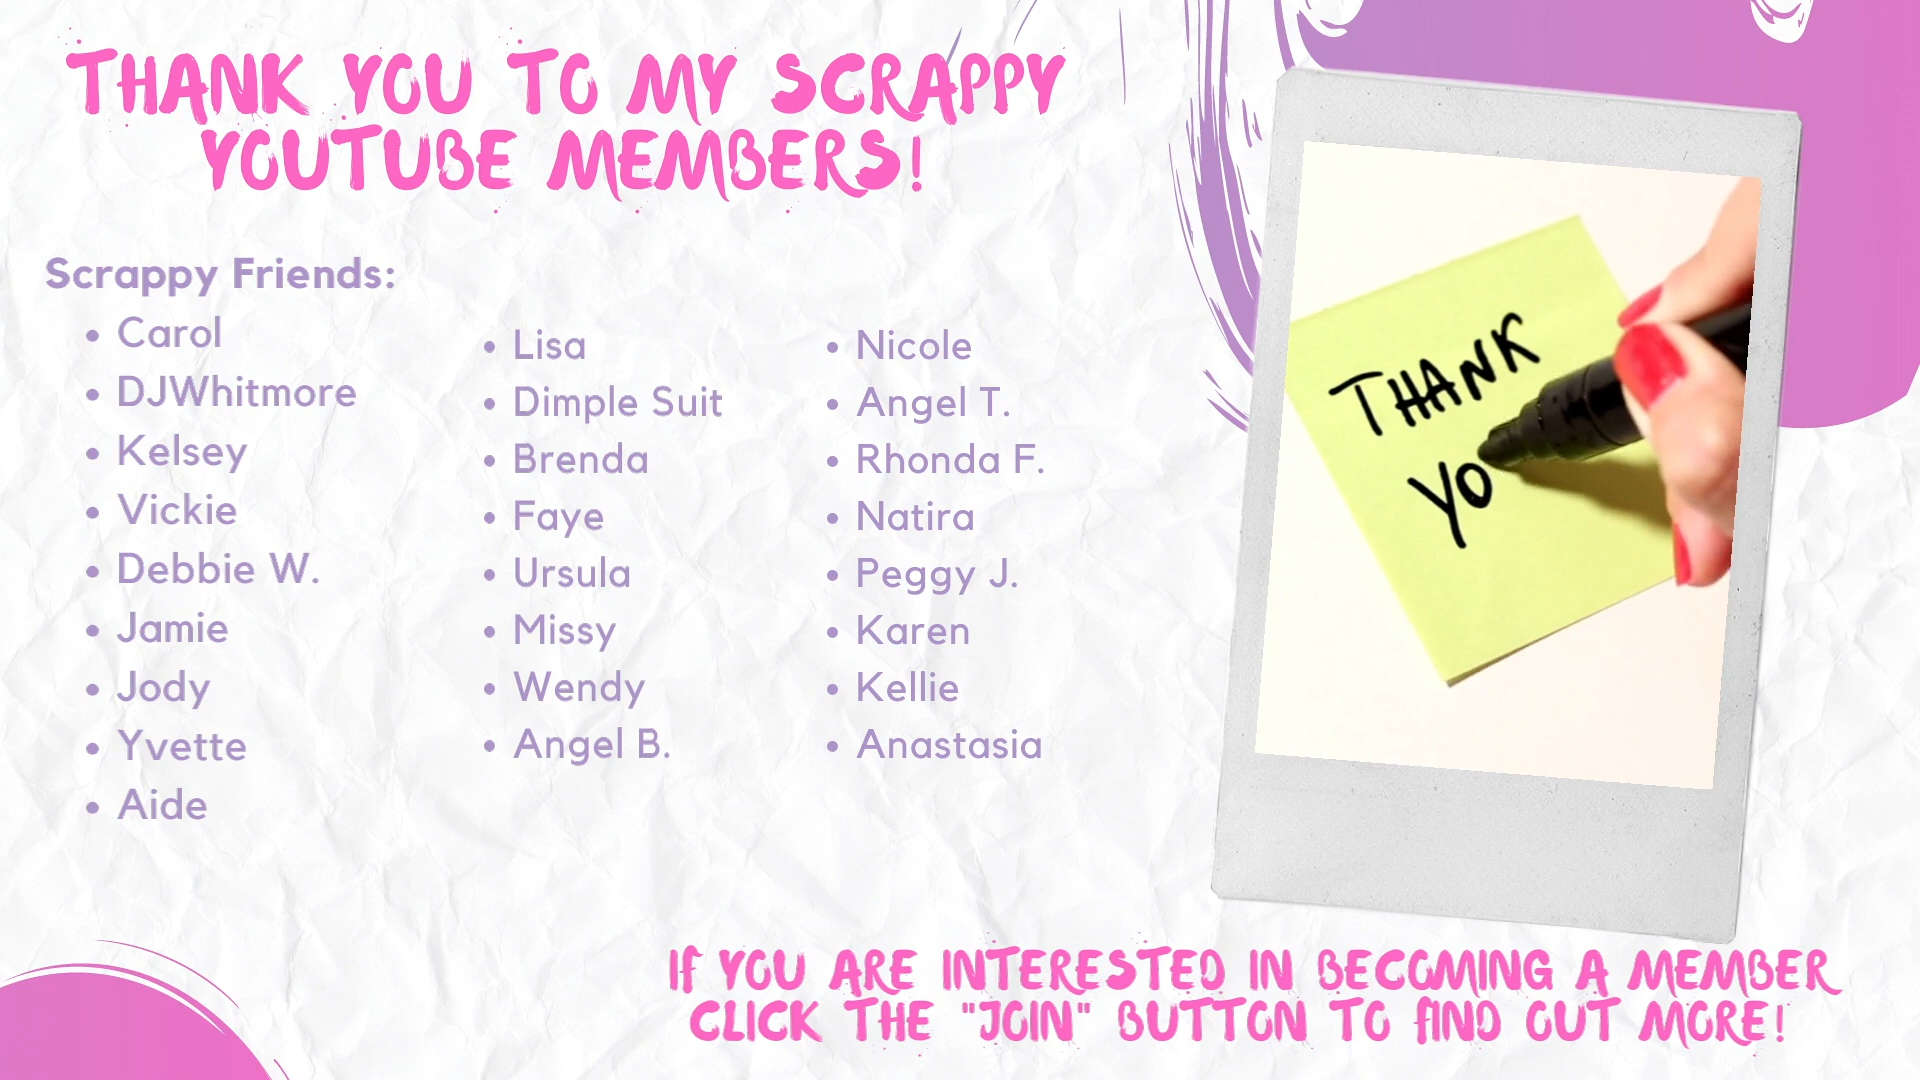 THANK YOU TO MY SCRAPPY
YOUTUBE MEMBERS!
Scrappy Friends:
• Carol
• DJWhitmore
• Kelsey
• Vickie
• Debbie W.
• Jamie
• Jody
• Yvette
• Aide
• Lisa
• Dimple Suit
• Brenda
• Faye
• Ursula
• Missy
• Wendy
• Angel B.
• Nicole
• Angel T.
• Rhonda F.
• Natira
• Peggy J.
• Karen
• Kellie
• Anastasia
THANK
YO
IF YOU ARE INTERESTED IN BECOMING A MEMBER
CLICK THE "JOIN" BUTTON TO FIND OUT MORE!